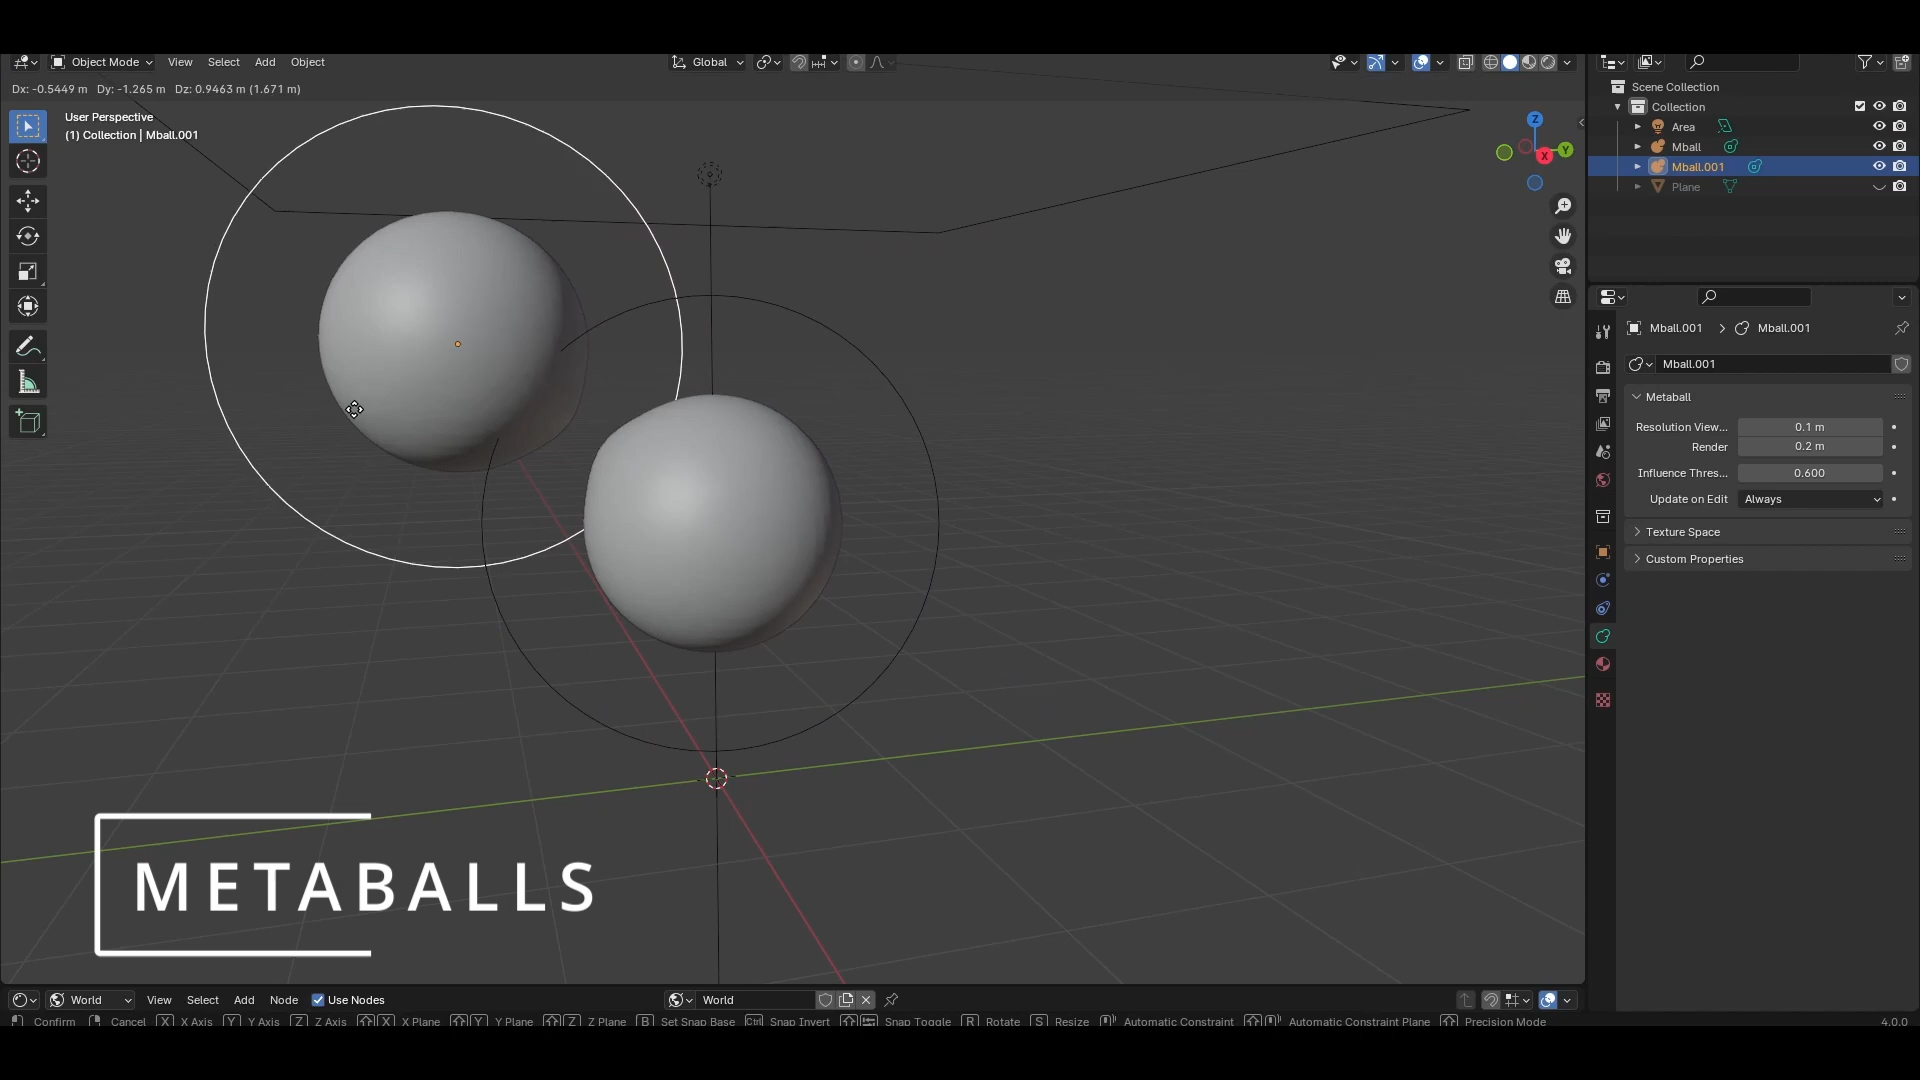 Object Mode View Select Add Object Global
Dx: -0.5449 m Dy: -1.265 m Dz: 0.9463 m (1.671 m)
User Perspective
(1) Collection | Mball.001
Z
Y
X
Scene Collection
Collection
Area
Mball
Mball.001
Plane
Mball.001 > Mball.001
Mball.001
Metaball
Resolution View... 0.1 m
Render 0.2 m
Influence Thres... 0.600
Update on Edit Always
Texture Space
Custom Properties
METABALLS
World View Select Add Node Use Nodes World
Confirm Cancel X X Axis Y Y Axis Z Z Axis X X Plane Y Y Plane Z Z Plane B Set Snap Base Ctrl Snap Invert Snap Toggle R Rotate S Resize Automatic Constraint Automatic Constraint Plane Precision Mode 4.0.0